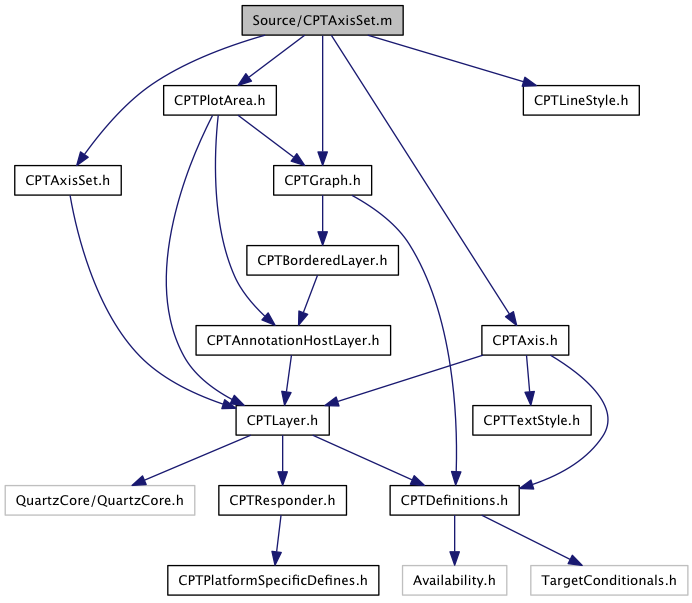 Source/CPTAxisSet.m
CPTPlotArea.h
CPTLineStyle.h
CPTAxisSet.h
CPTGraph.h
CPTBorderedLayer.h
CPTAnnotationHostLayer.h
CPTAxis.h
CPTLayer.h
CPTTextStyle.h
QuartzCore/QuartzCore.h
CPTResponder.h
CPTDefinitions.h
CPTPlatformSpecificDefines.h
Availability.h
TargetConditionals.h